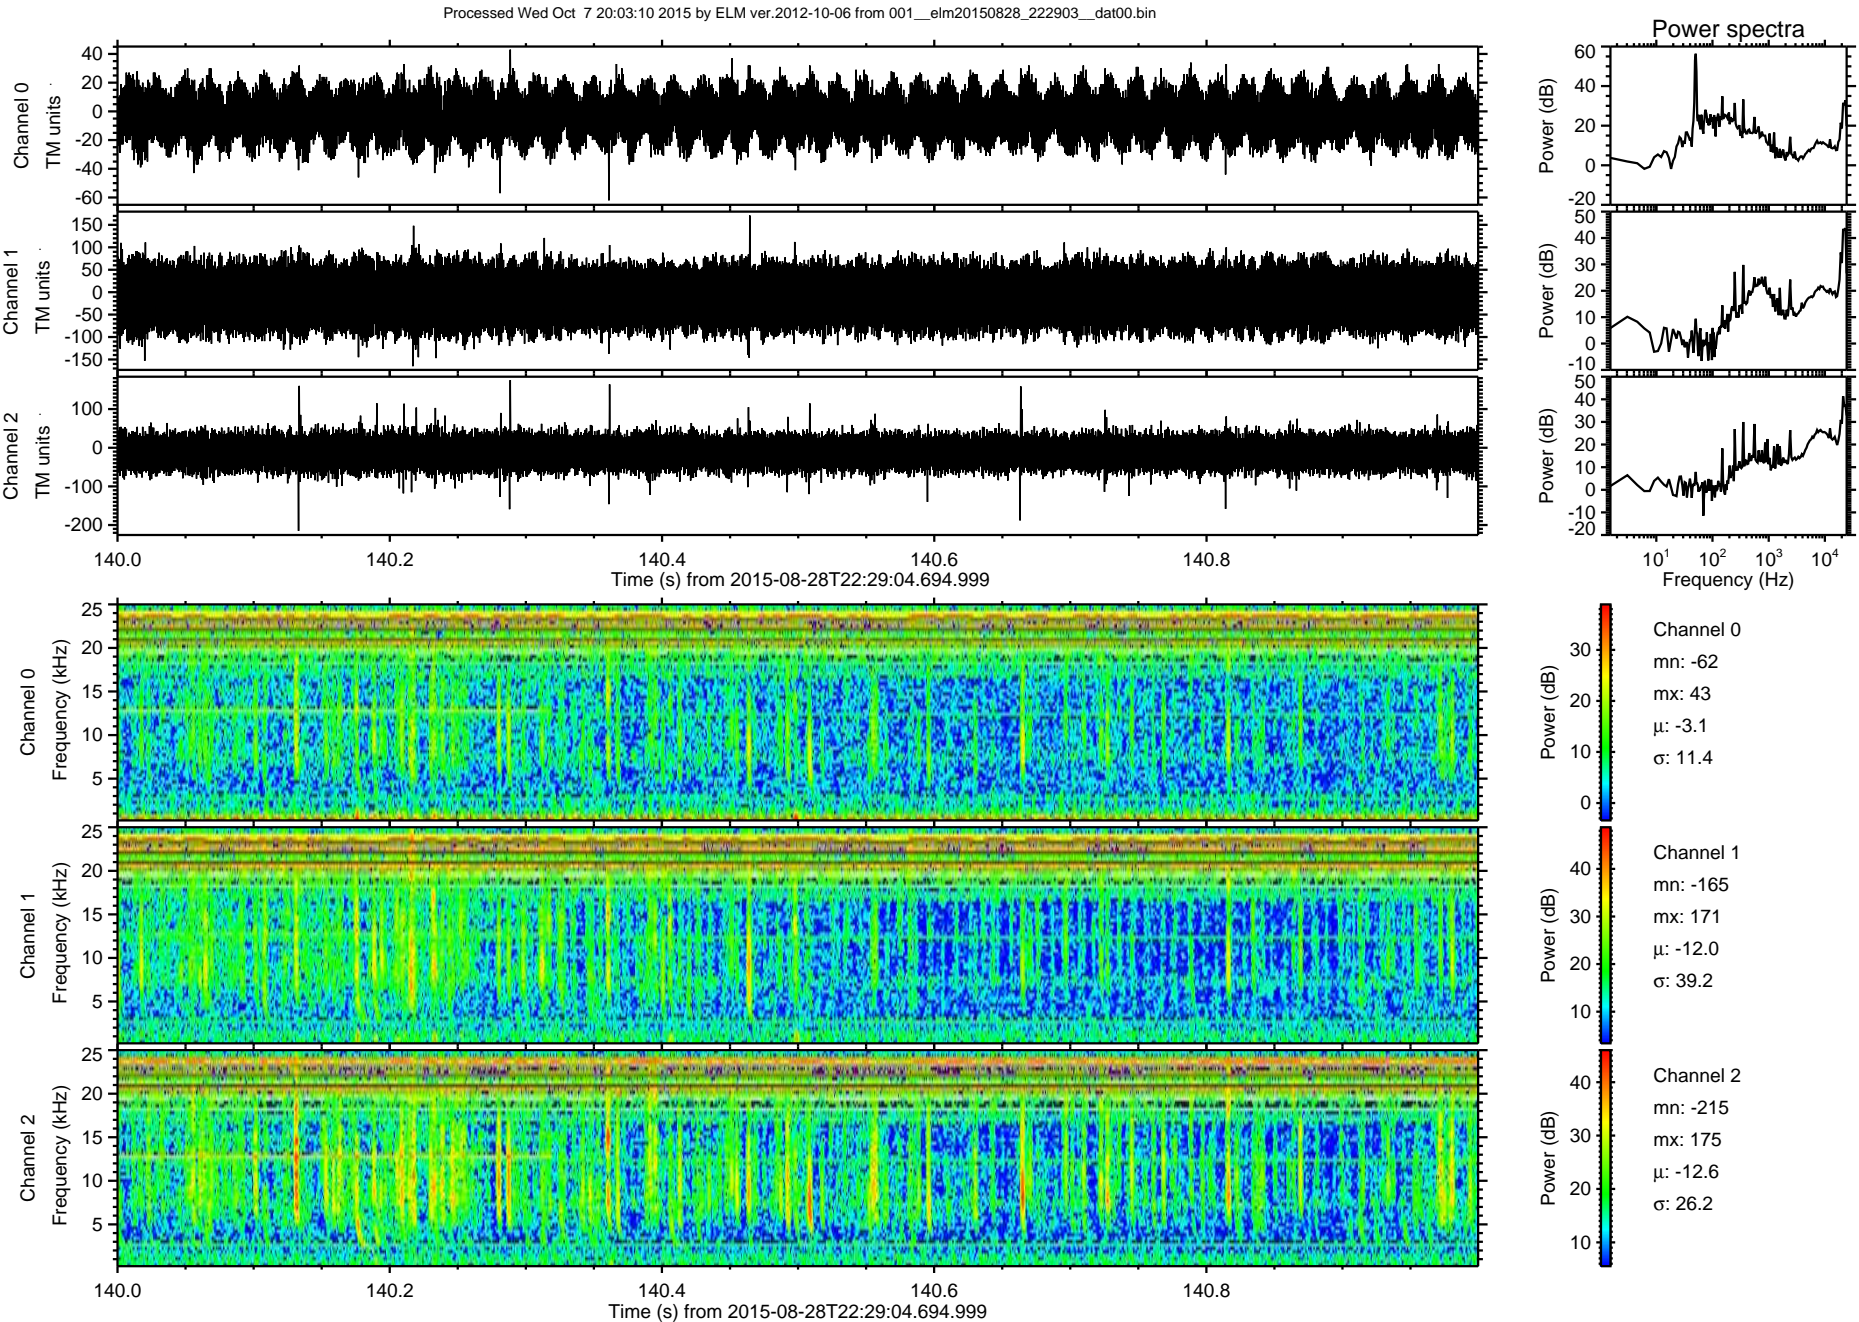 Processed Wed Oct  7 20:03:10 2015 by ELM ver.2012-10-06 from 001__elm20150828_222903__dat00.bin
Power spectra
Channel 0
TM units
40
20
0
-20
-40
-60
Power (dB)
60
40
20
0
-20
Channel 1
TM units
150
100
50
0
-50
-100
-150
Power (dB)
50
40
30
20
10
0
-10
Channel 2
TM units
100
0
-100
-200
Power (dB)
50
40
30
20
10
0
-10
-20
140.0 140.2 140.4 140.6 140.8
Time (s) from 2015-08-28T22:29:04.694.999
10^1 10^2 10^3 10^4
Frequency (Hz)
Channel 0
Frequency (kHz)
25
20
15
10
5
Power (dB)
30
20
10
0
Channel 0
mn: -62
mx: 43
μ: -3.1
σ: 11.4
Channel 1
Frequency (kHz)
25
20
15
10
5
Power (dB)
40
30
20
10
Channel 1
mn: -165
mx: 171
μ: -12.0
σ: 39.2
Channel 2
Frequency (kHz)
25
20
15
10
5
Power (dB)
40
30
20
10
Channel 2
mn: -215
mx: 175
μ: -12.6
σ: 26.2
140.0 140.2 140.4 140.6 140.8
Time (s) from 2015-08-28T22:29:04.694.999